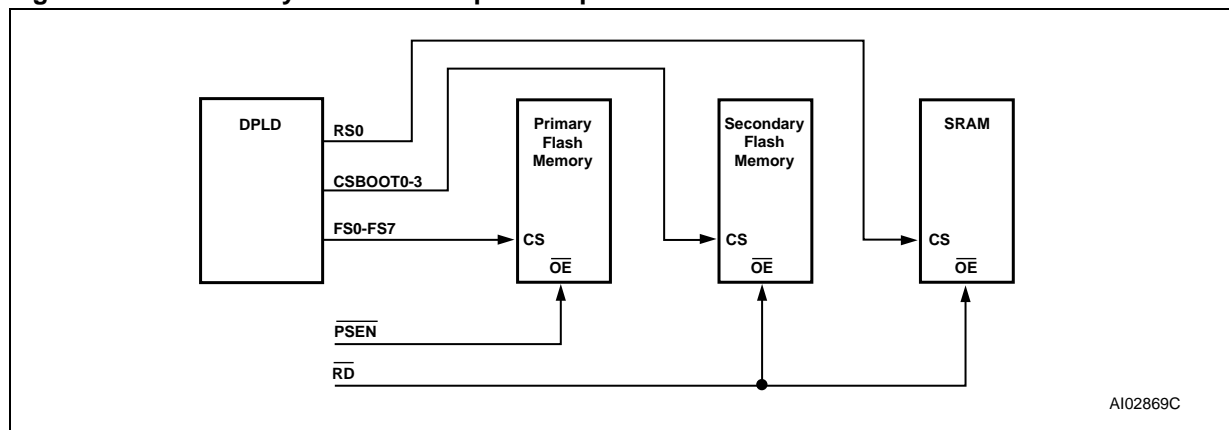 DPLD
RS0
CSBOOT0-3
FS0-FS7
Primary
Flash
Memory
CS
OE
Secondary
Flash
Memory
CS
OE
SRAM
CS
OE
PSEN
RD
AI02869C